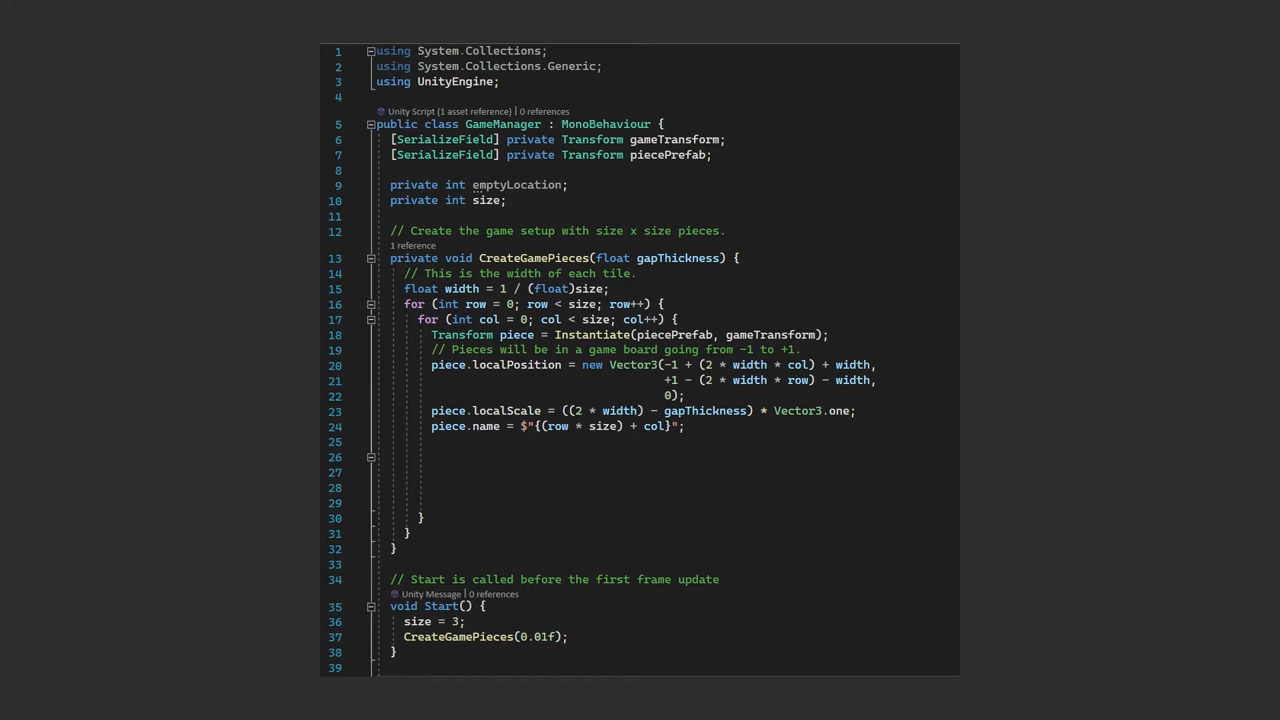 1 using System.Collections;
2 using System.Collections.Generic;
3 using UnityEngine;
4
Unity Script (1 asset reference) | 0 references
5 public class GameManager : MonoBehaviour {
6 [SerializeField] private Transform gameTransform;
7 [SerializeField] private Transform piecePrefab;
8
9 private int emptyLocation;
10 private int size;
11
12 // Create the game setup with size x size pieces.
1 reference
13 private void CreateGamePieces(float gapThickness) {
14 // This is the width of each tile.
15 float width = 1 / (float)size;
16 for (int row = 0; row < size; row++) {
17 for (int col = 0; col < size; col++) {
18 Transform piece = Instantiate(piecePrefab, gameTransform);
19 // Pieces will be in a game board going from -1 to +1.
20 piece.localPosition = new Vector3(-1 + (2 * width * col) + width,
21 +1 - (2 * width * row) - width,
22 0);
23 piece.localScale = ((2 * width) - gapThickness) * Vector3.one;
24 piece.name = $"{(row * size) + col}";
25
26
27
28
29
30 }
31 }
32 }
33
34 // Start is called before the first frame update
Unity Message | 0 references
35 void Start() {
36 size = 3;
37 CreateGamePieces(0.01f);
38 }
39